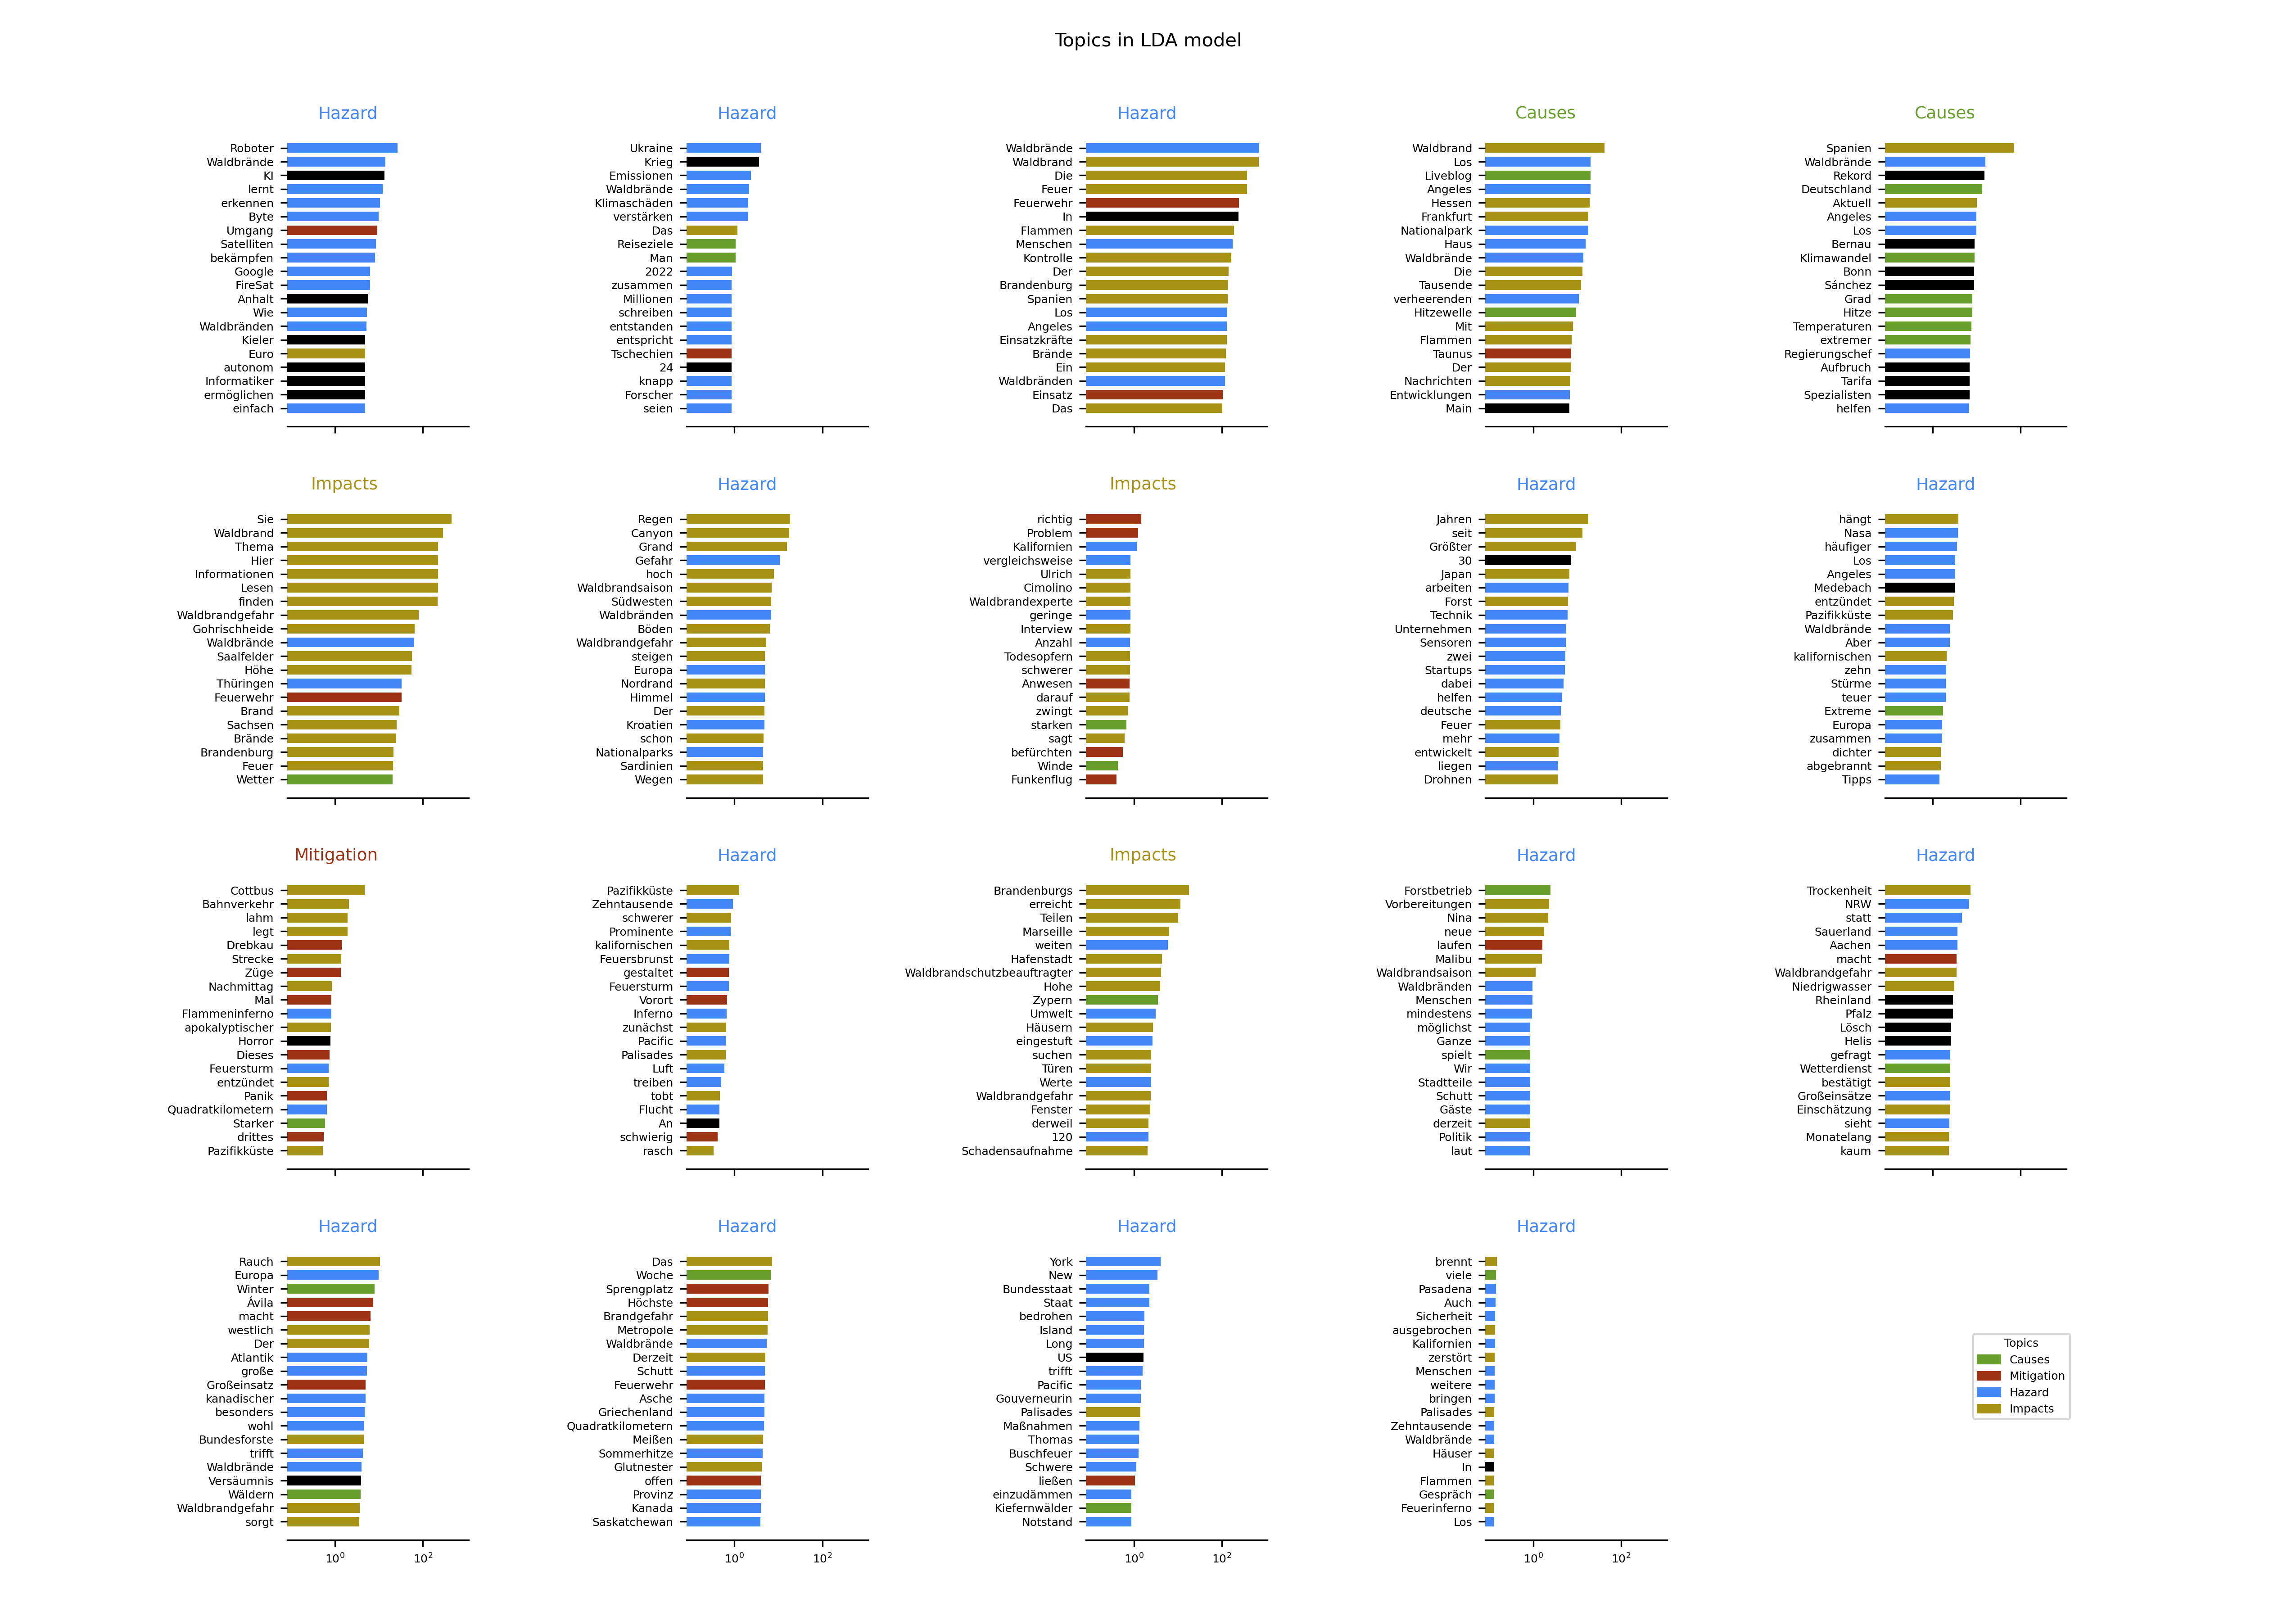 Topics in LDA model
Hazard
Roboter
Waldbrände
KI
lernt
erkennen
Byte
Umgang
Satelliten
bekämpfen
Google
FireSat
Anhalt
Wie
Waldbränden
Kieler
Euro
autonom
Informatiker
ermöglichen
einfach
Hazard
Ukraine
Krieg
Emissionen
Waldbrände
Klimaschäden
verstärken
Das
Reiseziele
Man
2022
zusammen
Millionen
schreiben
entstanden
entspricht
Tschechien
24
knapp
Forscher
seien
Hazard
Waldbrände
Waldbrand
Die
Feuer
Feuerwehr
In
Flammen
Menschen
Kontrolle
Der
Brandenburg
Spanien
Los
Angeles
Einsatzkräfte
Brände
Ein
Waldbränden
Einsatz
Das
Causes
Waldbrand
Los
Liveblog
Angeles
Hessen
Frankfurt
Nationalpark
Haus
Waldbrände
Die
Tausende
verheerenden
Hitzewelle
Mit
Flammen
Taunus
Der
Nachrichten
Entwicklungen
Main
Causes
Spanien
Waldbrände
Rekord
Deutschland
Aktuell
Angeles
Los
Bernau
Klimawandel
Bonn
Sánchez
Grad
Hitze
Temperaturen
extremer
Regierungschef
Aufbruch
Tarifa
Spezialisten
helfen
Impacts
Sie
Waldbrand
Thema
Hier
Informationen
Lesen
finden
Waldbrandgefahr
Gohrischheide
Waldbrände
Saalfelder
Höhe
Thüringen
Feuerwehr
Brand
Sachsen
Brände
Brandenburg
Feuer
Wetter
Hazard
Regen
Canyon
Grand
Gefahr
hoch
Waldbrandsaison
Südwesten
Waldbränden
Böden
Waldbrandgefahr
steigen
Europa
Nordrand
Himmel
Der
Kroatien
schon
Nationalparks
Sardinien
Wegen
Impacts
richtig
Problem
Kalifornien
vergleichsweise
Ulrich
Cimolino
Waldbrandexperte
geringe
Interview
Anzahl
Todesopfern
schwerer
Anwesen
darauf
zwingt
starken
sagt
befürchten
Winde
Funkenflug
Hazard
Jahren
seit
Größter
30
Japan
arbeiten
Forst
Technik
Unternehmen
Sensoren
zwei
Startups
dabei
helfen
deutsche
Feuer
mehr
entwickelt
liegen
Drohnen
Hazard
hängt
Nasa
häufiger
Los
Angeles
Medebach
entzündet
Pazifikküste
Waldbrände
Aber
kalifornischen
zehn
Stürme
teuer
Extreme
Europa
zusammen
dichter
abgebrannt
Tipps
Mitigation
Cottbus
Bahnverkehr
lahm
legt
Drebkau
Strecke
Züge
Nachmittag
Mal
Flammeninferno
apokalyptischer
Horror
Dieses
Feuersturm
entzündet
Panik
Quadratkilometern
Starker
drittes
Pazifikküste
Hazard
Pazifikküste
Zehntausende
schwerer
Prominente
kalifornischen
Feuersbrunst
gestaltet
Feuersturm
Vorort
Inferno
zunächst
Pacific
Palisades
Luft
treiben
tobt
Flucht
An
schwierig
rasch
Impacts
Brandenburgs
erreicht
Teilen
Marseille
weiten
Hafenstadt
Waldbrandschutzbeauftragter
Hohe
Zypern
Umwelt
Häusern
eingestuft
suchen
Türen
Werte
Waldbrandgefahr
Fenster
derweil
120
Schadensaufnahme
Hazard
Forstbetrieb
Vorbereitungen
Nina
neue
laufen
Malibu
Waldbrandsaison
Waldbränden
Menschen
mindestens
möglichst
Ganze
spielt
Wir
Stadtteile
Schutt
Gäste
derzeit
Politik
laut
Hazard
Trockenheit
NRW
statt
Sauerland
Aachen
macht
Waldbrandgefahr
Niedrigwasser
Rheinland
Pfalz
Lösch
Helis
gefragt
Wetterdienst
bestätigt
Großeinsätze
Einschätzung
sieht
Monatelang
kaum
Hazard
Rauch
Europa
Winter
Ávila
macht
westlich
Der
Atlantik
große
Großeinsatz
kanadischer
besonders
wohl
Bundesforste
trifft
Waldbrände
Versäumnis
Wäldern
Waldbrandgefahr
sorgt
10⁰ 10²
Hazard
Das
Woche
Sprengplatz
Höchste
Brandgefahr
Metropole
Waldbrände
Derzeit
Schutt
Feuerwehr
Asche
Griechenland
Quadratkilometern
Meißen
Sommerhitze
Glutnester
offen
Provinz
Kanada
Saskatchewan
10⁰ 10²
Hazard
York
New
Bundesstaat
Staat
bedrohen
Island
Long
US
trifft
Pacific
Gouverneurin
Palisades
Maßnahmen
Thomas
Buschfeuer
Schwere
ließen
einzudämmen
Kiefernwälder
Notstand
10⁰ 10²
Hazard
brennt
viele
Pasadena
Auch
Sicherheit
ausgebrochen
Kalifornien
zerstört
Menschen
weitere
bringen
Palisades
Zehntausende
Waldbrände
Häuser
In
Flammen
Gespräch
Feuerinferno
Los
10⁰ 10²
Topics
Causes
Mitigation
Hazard
Impacts